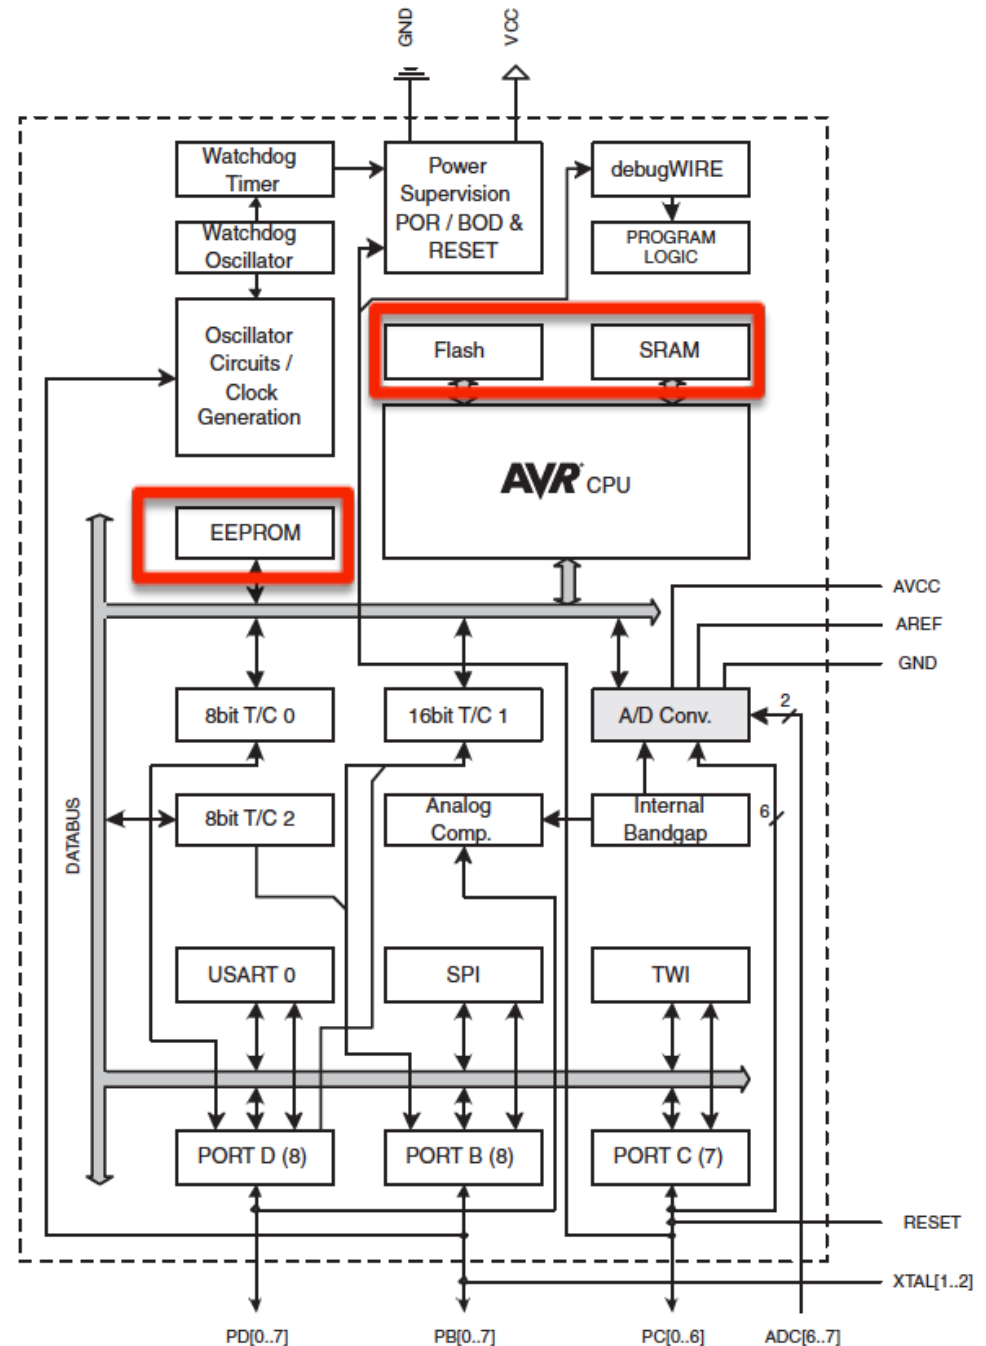 GND
VCC
Watchdog
Timer
Power
Supervision
POR / BOD &
RESET
debugWIRE
Watchdog
Oscillator
PROGRAM
LOGIC
Oscillator
Circuits /
Clock
Generation
Flash
SRAM
AVR CPU
EEPROM
AVCC
AREF
GND
8bit T/C 0
16bit T/C 1
A/D Conv.
2
8bit T/C 2
Analog
Comp.
Internal
Bandgap
6
DATABUS
USART 0
SPI
TWI
PORT D (8)
PORT B (8)
PORT C (7)
RESET
XTAL[1..2]
PD[0..7]
PB[0..7]
PC[0..6]
ADC[6..7]